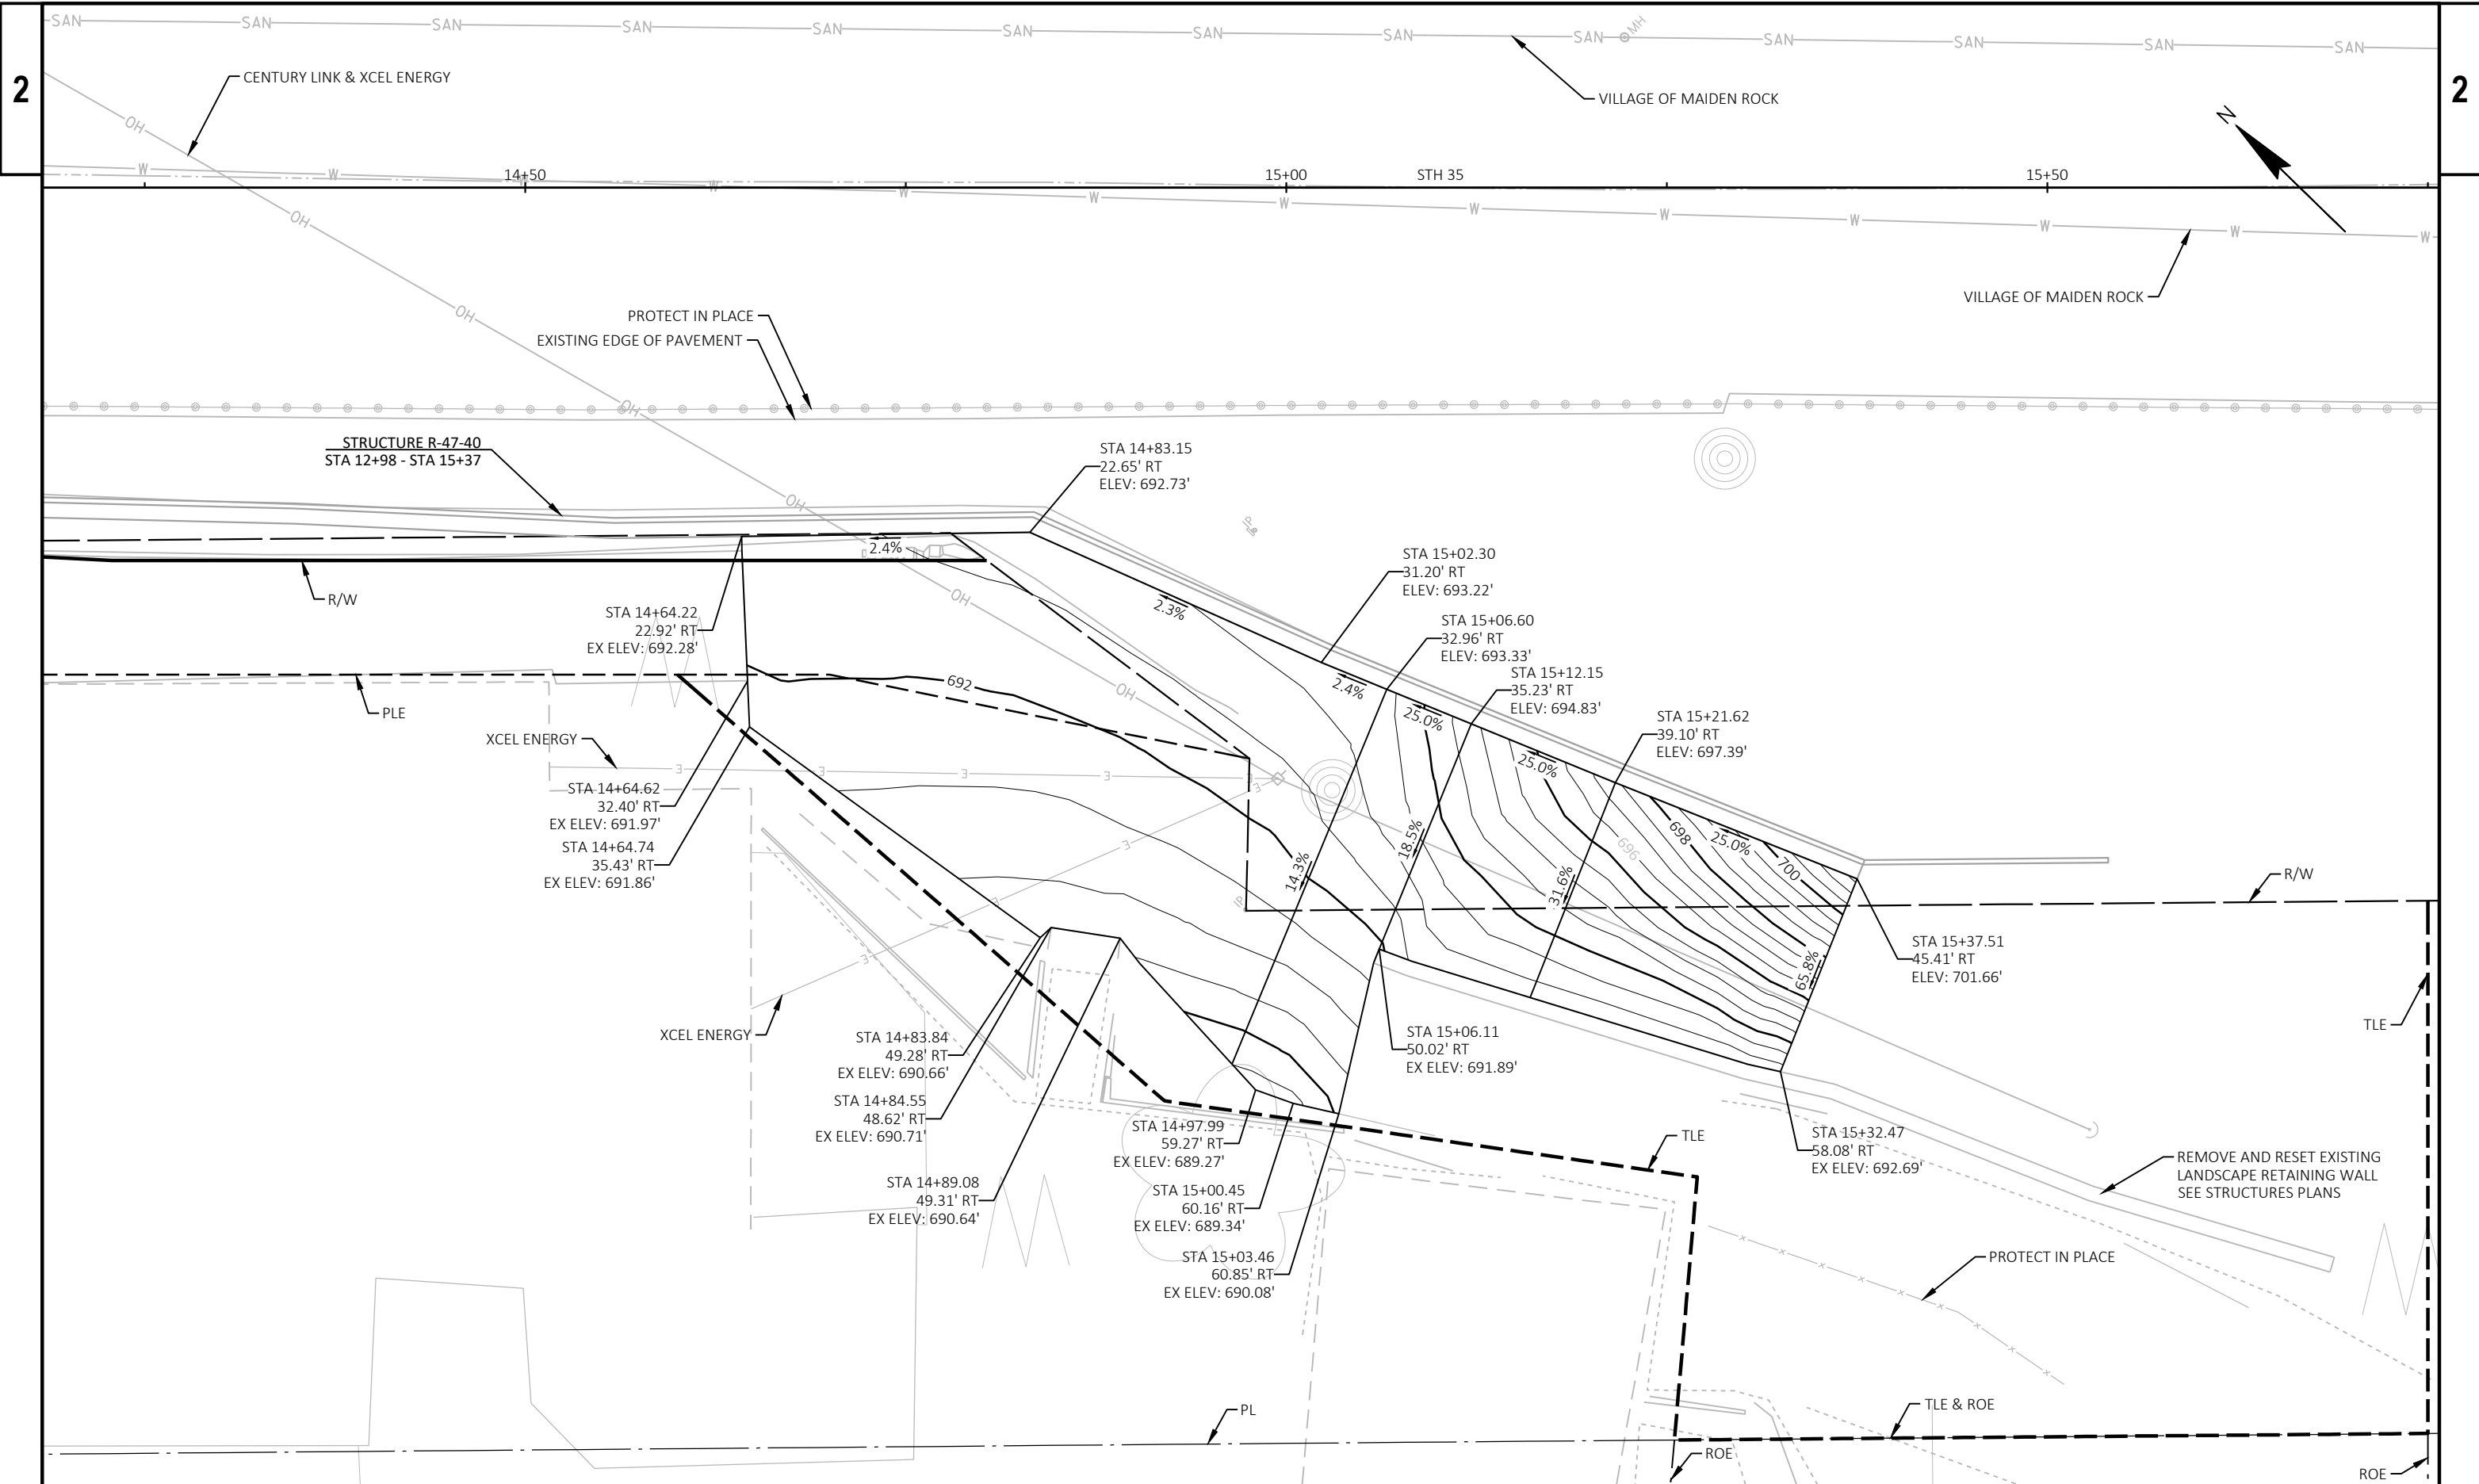 SAN SAN SAN SAN SAN SAN SAN SAN SAN MH SAN SAN SAN SAN
2
2
CENTURY LINK & XCEL ENERGY
VILLAGE OF MAIDEN ROCK
OH
N
W W W W W W W W W W W W W
14+50
15+00
STH 35
15+50
OH
VILLAGE OF MAIDEN ROCK
OH
PROTECT IN PLACE
EXISTING EDGE OF PAVEMENT
OH
STRUCTURE R-47-40
STA 12+98 - STA 15+37
STA 14+83.15
22.65' RT
ELEV: 692.73'
OH
IP
2.4%
R/W
OH
2.3%
STA 14+64.22
22.92' RT
EX ELEV: 692.28'
STA 15+02.30
31.20' RT
ELEV: 693.22'
STA 15+06.60
32.96' RT
ELEV: 693.33'
STA 15+12.15
35.23' RT
ELEV: 694.83'
STA 15+21.62
39.10' RT
ELEV: 697.39'
692
OH
2.4%
25.0%
25.0%
PLE
XCEL ENERGY
E E E E E
E
STA 14+64.62
32.40' RT
EX ELEV: 691.97'
STA 14+64.74
35.43' RT
EX ELEV: 691.86'
18.5%
14.3%
31.6%
696
698
25.0%
700
65.8%
E
E
E
IP
R/W
STA 15+37.51
45.41' RT
ELEV: 701.66'
TLE
XCEL ENERGY
STA 14+83.84
49.28' RT
EX ELEV: 690.66'
STA 14+84.55
48.62' RT
EX ELEV: 690.71'
STA 14+89.08
49.31' RT
EX ELEV: 690.64'
STA 15+06.11
50.02' RT
EX ELEV: 691.89'
STA 14+97.99
59.27' RT
EX ELEV: 689.27'
STA 15+00.45
60.16' RT
EX ELEV: 689.34'
STA 15+03.46
60.85' RT
EX ELEV: 690.08'
TLE
STA 15+32.47
58.08' RT
EX ELEV: 692.69'
REMOVE AND RESET EXISTING
LANDSCAPE RETAINING WALL
SEE STRUCTURES PLANS
x x x x x x x x x
PROTECT IN PLACE
PL
TLE & ROE
ROE
ROE